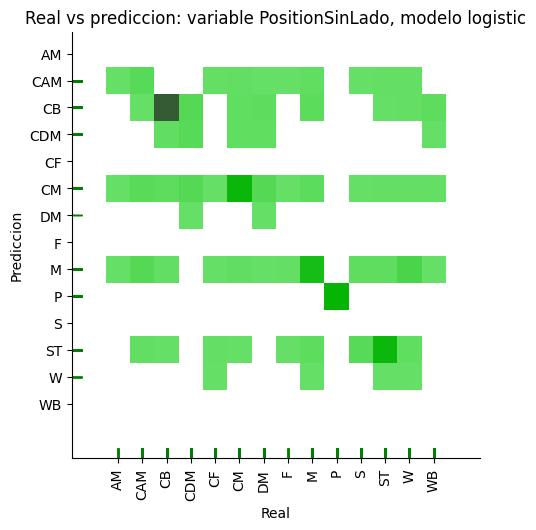 Real vs prediccion: variable PositionSinLado, modelo logistic
AM
CAM
CB
CDM
CF
CM
DM
F
M
P
S
ST
W
WB
Prediccion
AM
CAM
CB
CDM
CF
CM
DM
F
M
P
S
ST
W
WB
Real